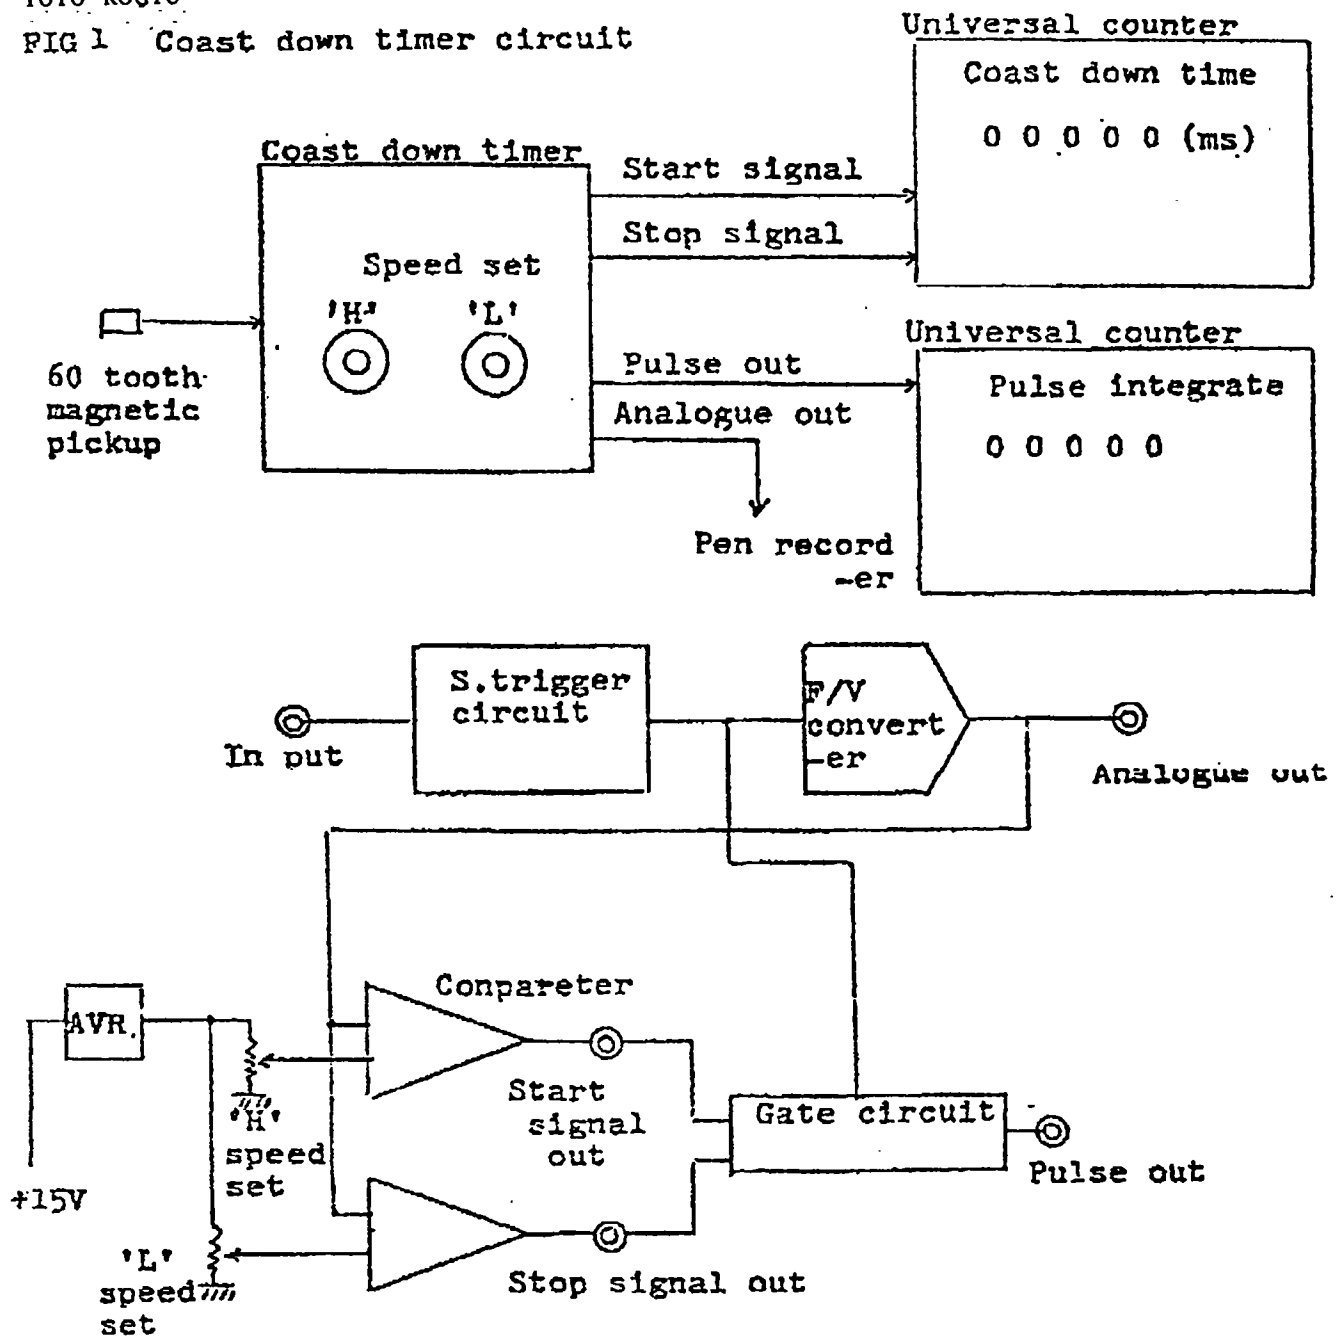 FIG 1 Coast down timer circuit
Universal counter
Coast down time
0 0 0 0 0 (ms)
Coast down timer
Start signal
Stop signal
Speed set
'H' 'L'
60 tooth
magnetic
pickup
Pulse out
Analogue out
Universal counter
Pulse integrate
0 0 0 0 0
Pen record
-er
S.trigger
circuit
In put
F/V
convert
-er
Analogue out
AVR.
+15V
'H'
speed
set
'L'
speed
set
Conpareter
Start
signal
out
Stop signal out
Gate circuit
Pulse out